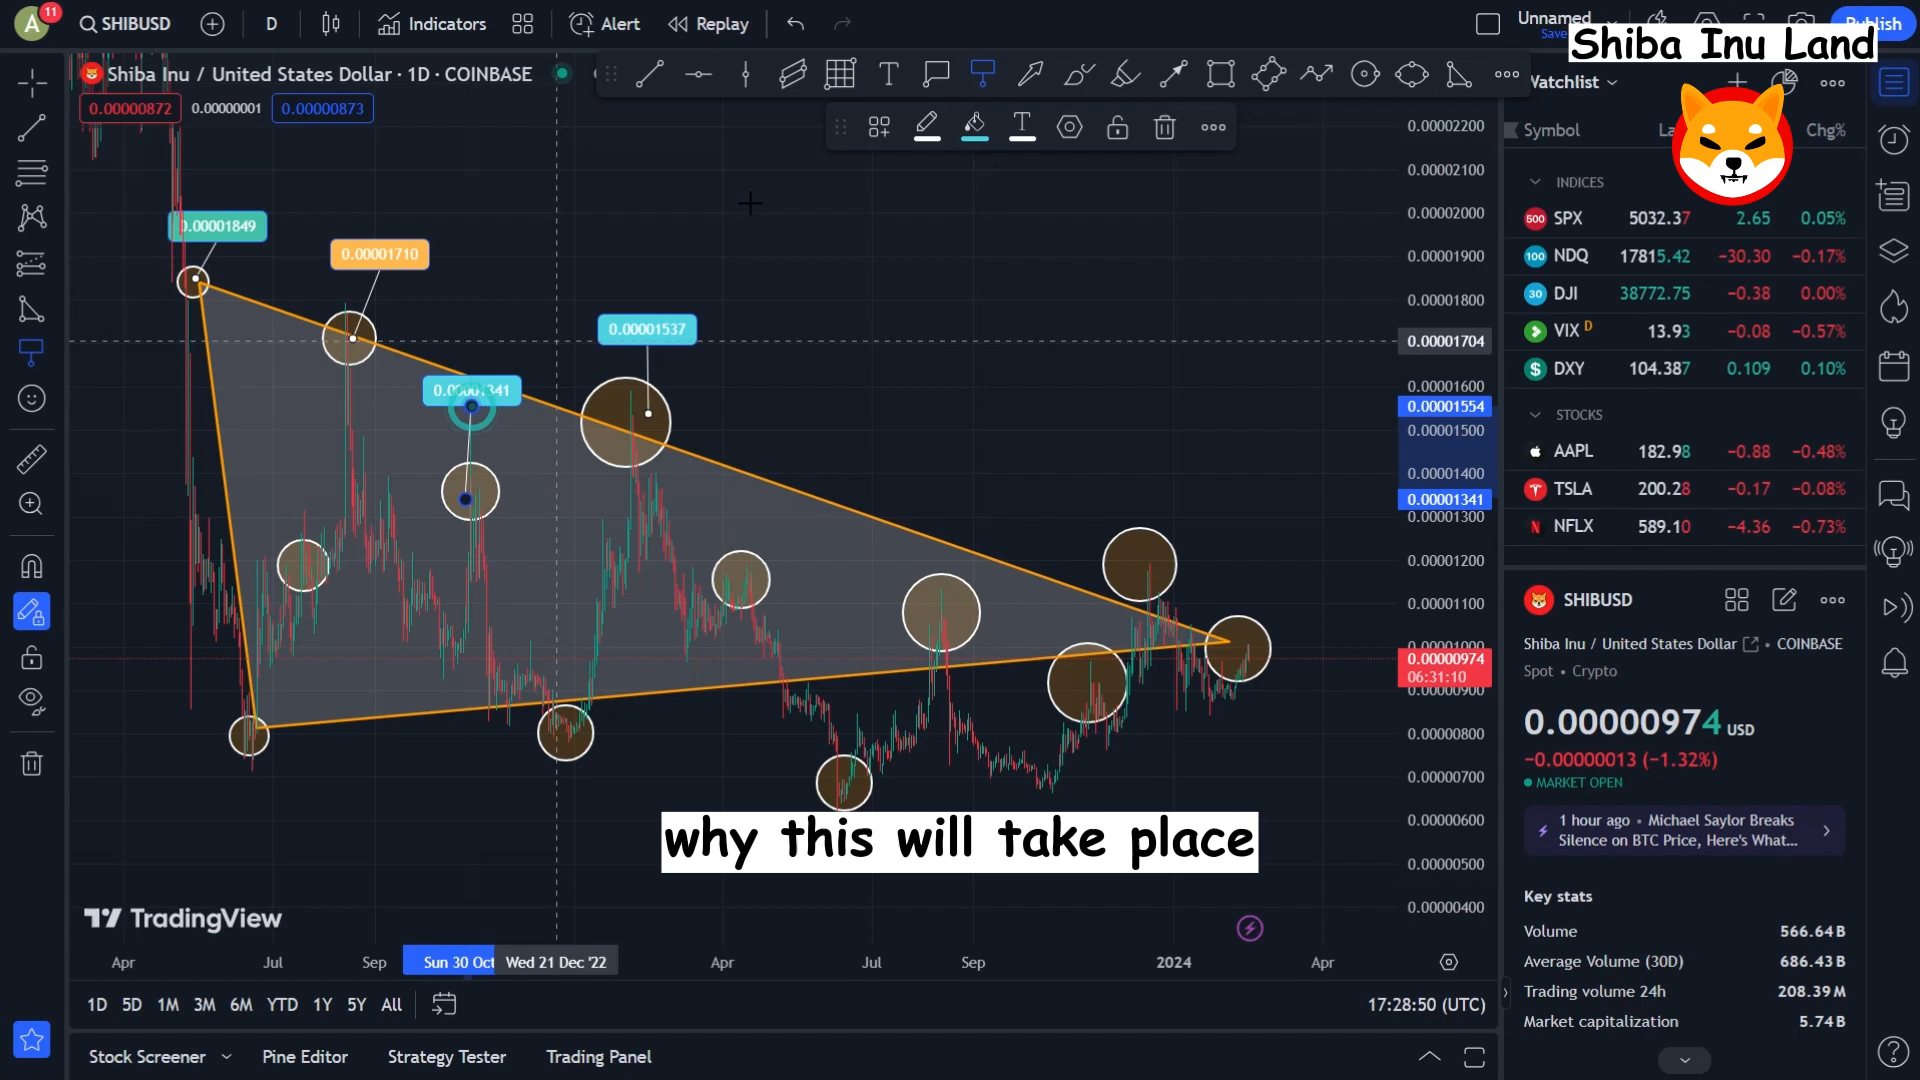 A
11
SHIBUSD
D
Indicators
Alert
Replay
Unnamed
Save
Publish
Shiba Inu Land
Shiba Inu / United States Dollar · 1D · COINBASE
0.00000872
0.00000001
0.00000873
Watchlist
Symbol
Chg%
INDICES
SPX 5032.37 2.65 0.05%
NDQ 17815.42 −30.30 −0.17%
DJI 38772.75 −0.38 0.00%
VIX D 13.93 −0.08 −0.57%
DXY 104.387 0.109 0.10%
STOCKS
AAPL 182.98 −0.88 −0.48%
TSLA 200.28 −0.17 −0.08%
NFLX 589.10 −4.36 −0.73%
0.00001849
0.00001710
0.00001341
0.00001537
0.00002200
0.00002100
0.00002000
0.00001900
0.00001800
0.00001704
0.00001600
0.00001554
0.00001500
0.00001400
0.00001341
0.00001300
0.00001200
0.00001100
0.00001000
0.00000974
06:31:10
0.00000900
0.00000800
0.00000700
0.00000600
0.00000500
0.00000400
SHIBUSD
Shiba Inu / United States Dollar • COINBASE
Spot • Crypto
0.00000974 USD
−0.00000013 (−1.32%)
MARKET OPEN
1 hour ago • Michael Saylor Breaks
Silence on BTC Price, Here's What...
Key stats
Volume 566.64B
Average Volume (30D) 686.43B
Trading volume 24h 208.39M
Market capitalization 5.74B
why this will take place
TradingView
Apr Jul Sep Sun 30 Oct Wed 21 Dec '22 Apr Jul Sep 2024 Apr
1D 5D 1M 3M 6M YTD 1Y 5Y All
17:28:50 (UTC)
Stock Screener Pine Editor Strategy Tester Trading Panel